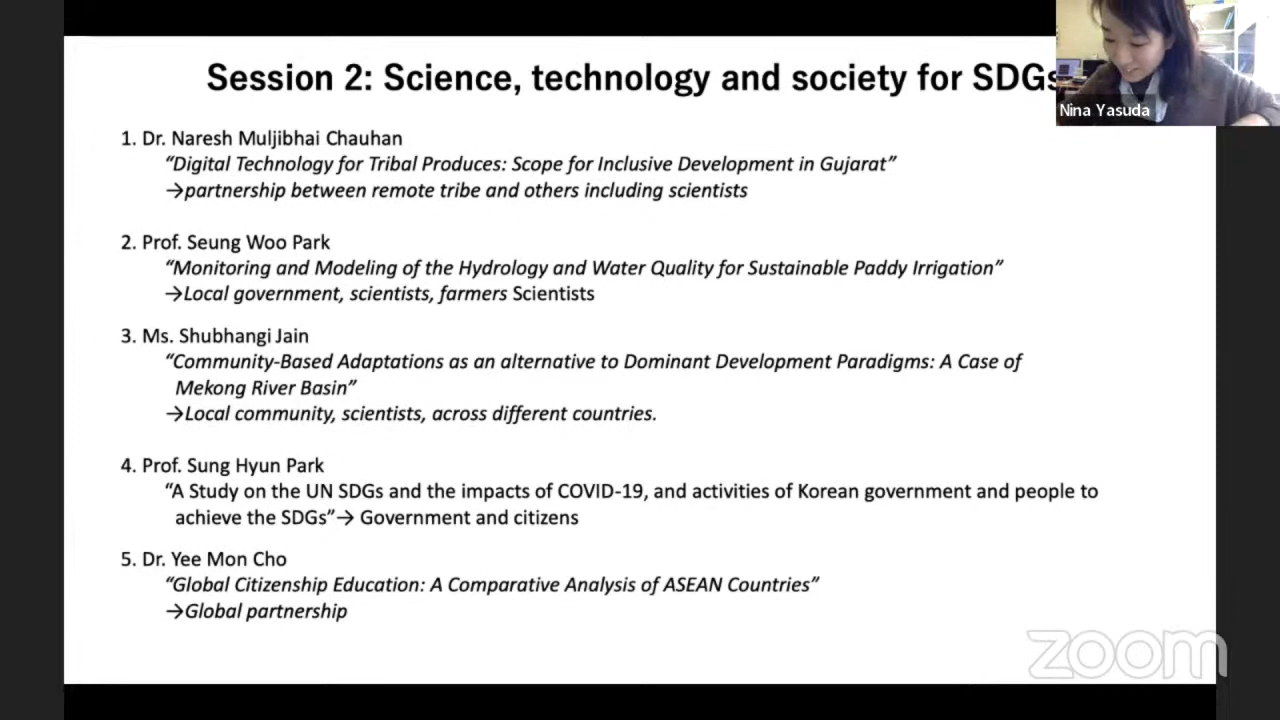 Session 2: Science, technology and society for SDGs
Nina Yasuda
1. Dr. Naresh Muljibhai Chauhan
“Digital Technology for Tribal Produces: Scope for Inclusive Development in Gujarat”
→partnership between remote tribe and others including scientists
2. Prof. Seung Woo Park
“Monitoring and Modeling of the Hydrology and Water Quality for Sustainable Paddy Irrigation”
→Local government, scientists, farmers Scientists
3. Ms. Shubhangi Jain
“Community-Based Adaptations as an alternative to Dominant Development Paradigms: A Case of
Mekong River Basin”
→Local community, scientists, across different countries.
4. Prof. Sung Hyun Park
“A Study on the UN SDGs and the impacts of COVID-19, and activities of Korean government and people to
achieve the SDGs”→ Government and citizens
5. Dr. Yee Mon Cho
“Global Citizenship Education: A Comparative Analysis of ASEAN Countries”
→Global partnership
zoom